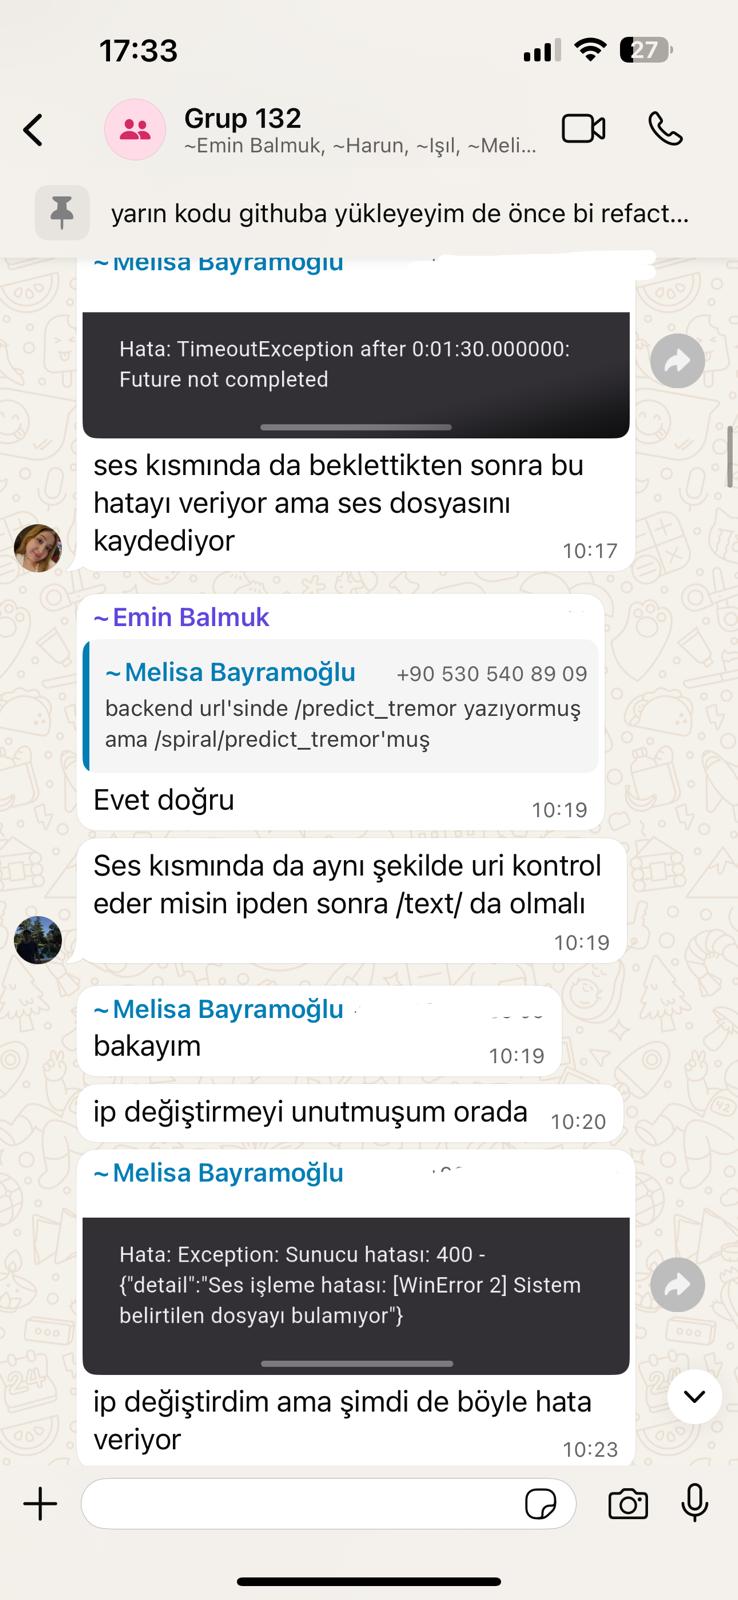 17:33
27
Grup 132
~Emin Balmuk, ~Harun, ~Işıl, ~Meli...
yarın kodu githuba yükleyeyim de önce bi refact...
~Melisa Bayramoğlu
Hata: TimeoutException after 0:01:30.000000:
Future not completed
ses kısmında da beklettikten sonra bu
hatayı veriyor ama ses dosyasını
kaydediyor
10:17
~Emin Balmuk
~Melisa Bayramoğlu +90 530 540 89 09
backend url'sinde /predict_tremor yazıyormuş
ama /spiral/predict_tremor'muş
Evet doğru
10:19
Ses kısmında da aynı şekilde uri kontrol
eder misin ipden sonra /text/ da olmalı
10:19
~Melisa Bayramoğlu
bakayım
10:19
ip değiştirmeyi unutmuşum orada
10:20
~Melisa Bayramoğlu
Hata: Exception: Sunucu hatası: 400 -
{"detail":"Ses işleme hatası: [WinError 2] Sistem
belirtilen dosyayı bulamıyor"}
ip değiştirdim ama şimdi de böyle hata
veriyor
10:23